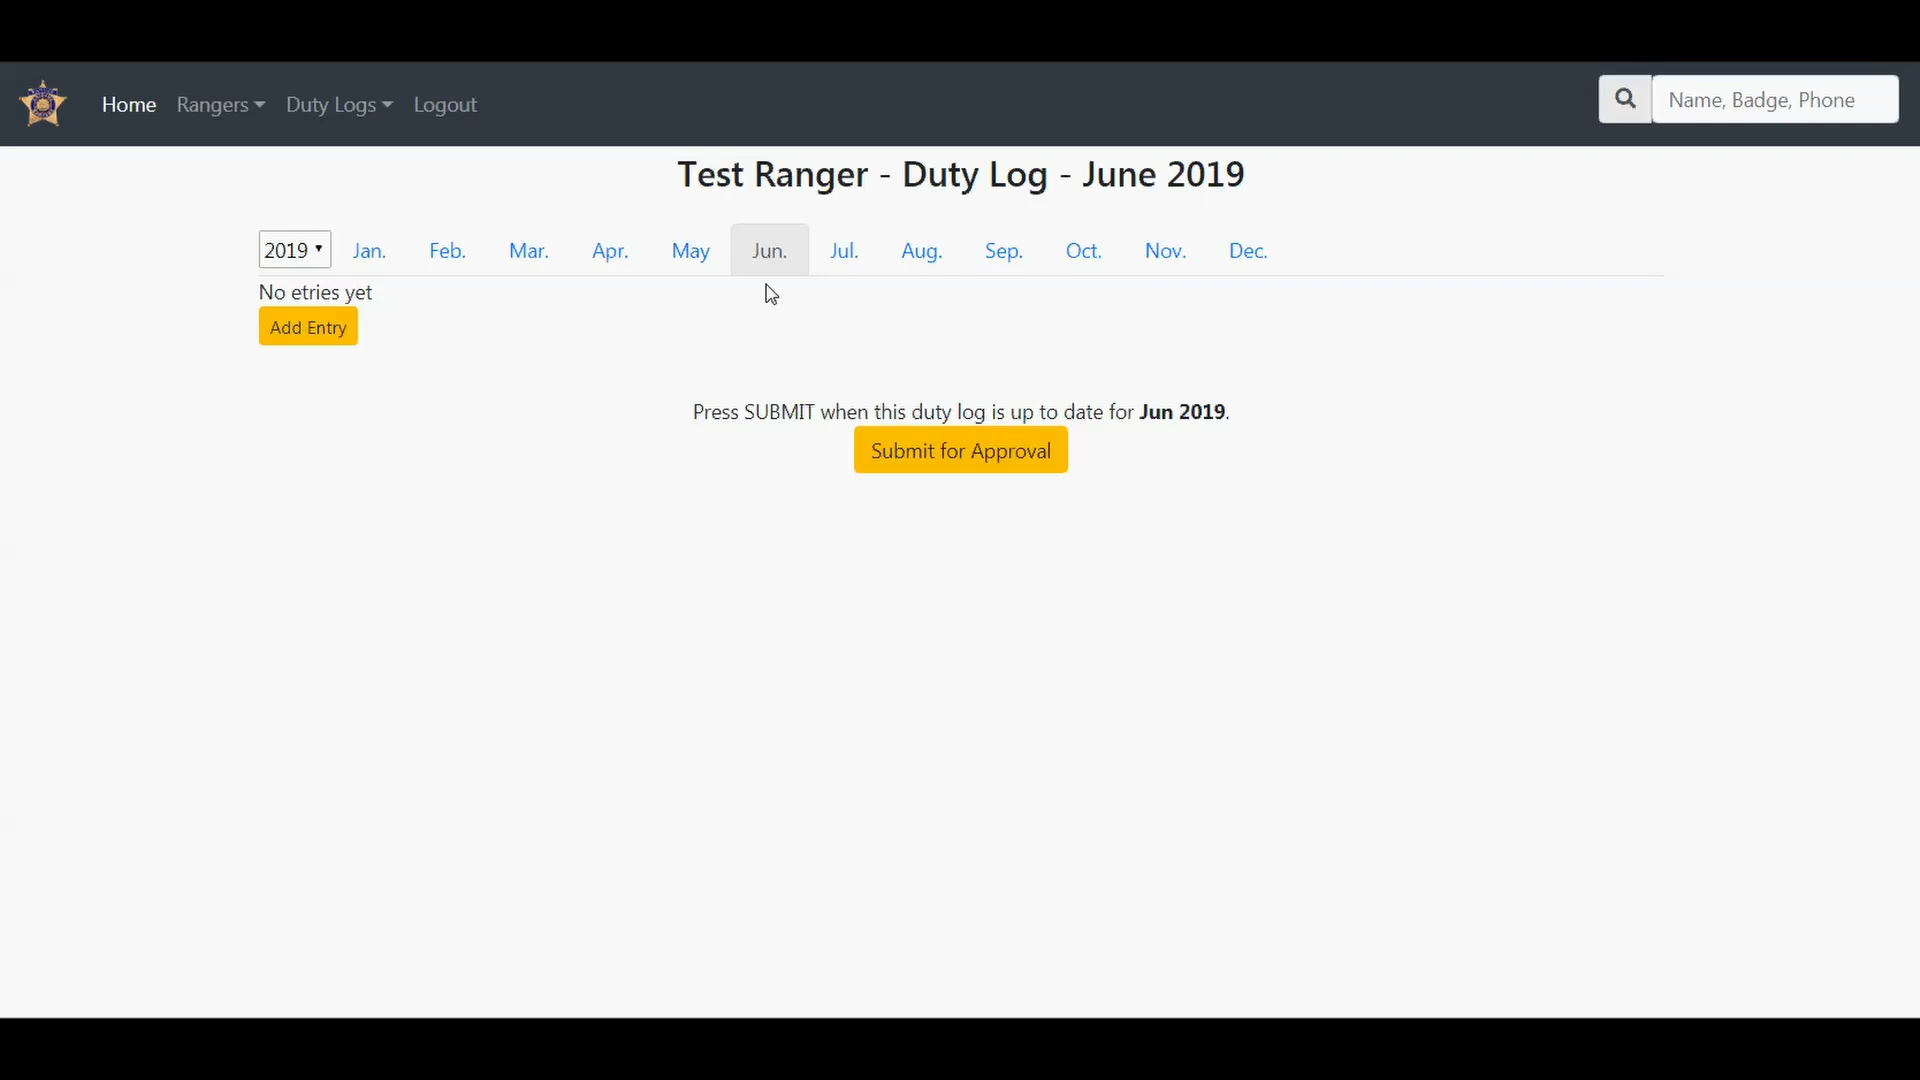 Home Rangers Duty Logs Logout Name, Badge, Phone
Test Ranger - Duty Log - June 2019
2019 Jan. Feb. Mar. Apr. May Jun. Jul. Aug. Sep. Oct. Nov. Dec.
No etries yet
Add Entry
Press SUBMIT when this duty log is up to date for Jun 2019.
Submit for Approval